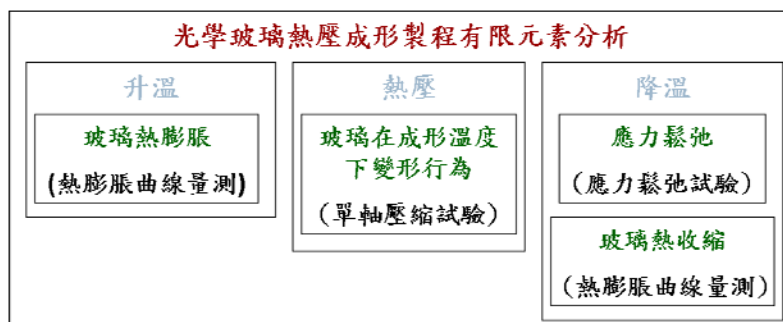 光學玻璃熱壓成形製程有限元素分析
升溫
玻璃熱膨脹
(熱膨脹曲線量測)
熱壓
玻璃在成形溫度
下變形行為
(單軸壓縮試驗)
降溫
應力鬆弛
(應力鬆弛試驗)
玻璃熱收縮
(熱膨脹曲線量測)